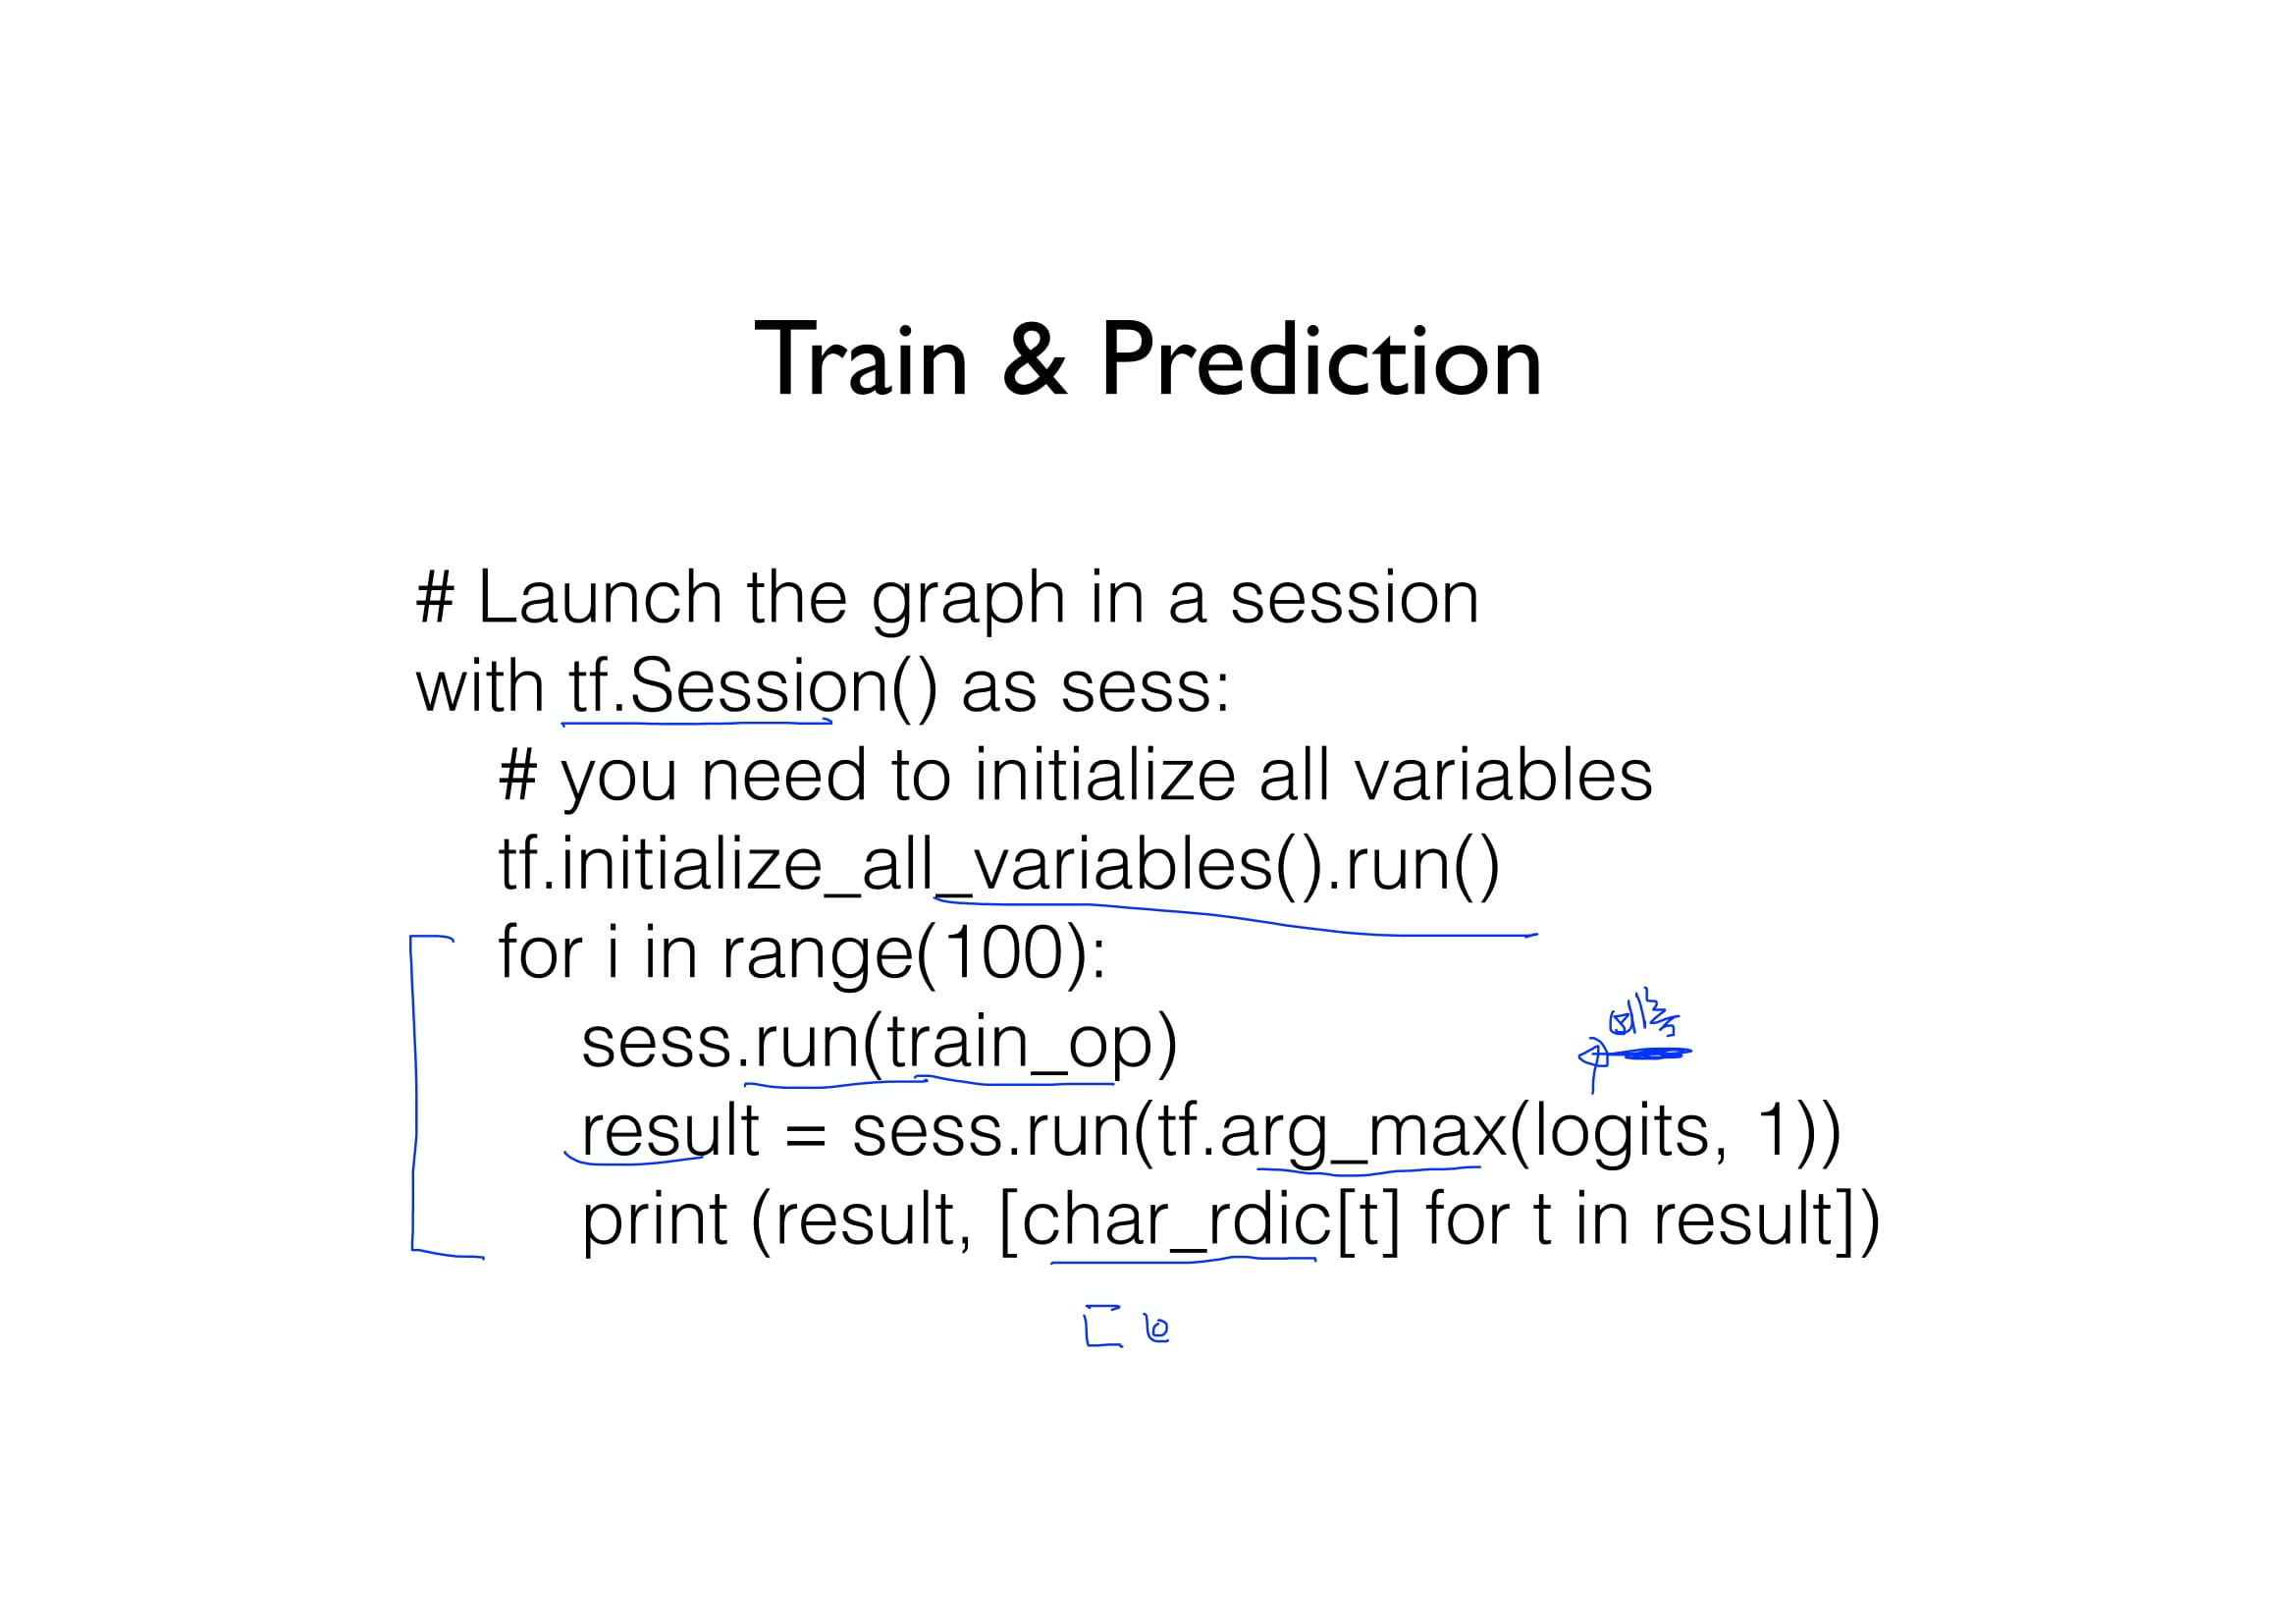 Train & Prediction
# Launch the graph in a session
with tf.Session() as sess:
# you need to initialize all variables
tf.initialize_all_variables().run()
for i in range(100):
sess.run(train_op)
result = sess.run(tf.arg_max(logits, 1))
print (result, [char_rdic[t] for t in result])